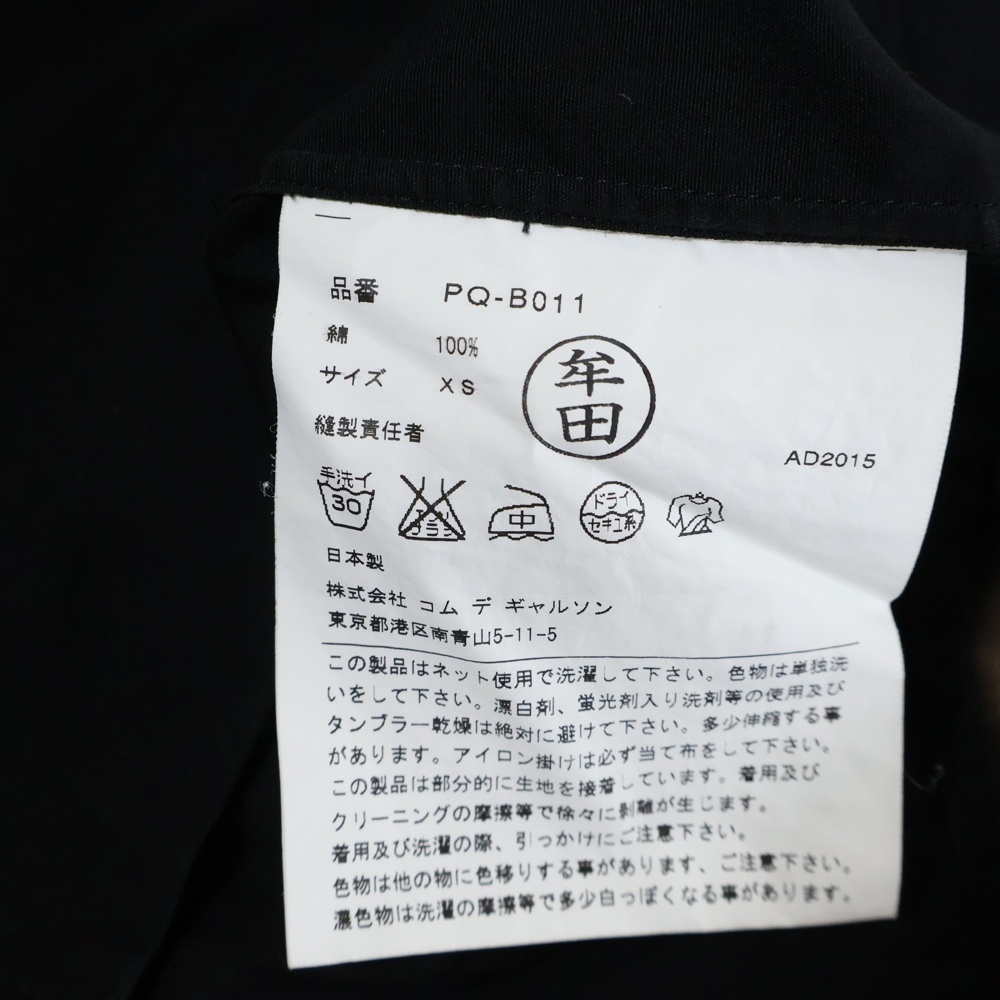 品番 PQ-B011
綿 100%
サイズ XS
縫製責任者
牟田
AD2015
手洗イ
30
エンソ
サラシ
中
ドライ
セキユ系
日本製
株式会社 コム デ ギャルソン
東京都港区南青山5-11-5
この製品はネット使用で洗濯して下さい。色物は単独洗
いをして下さい。漂白剤、蛍光剤入り洗剤等の使用及び
タンブラー乾燥は絶対に避けて下さい。多少伸縮する事
があります。アイロン掛けは必ず当て布をして下さい。
この製品は部分的に生地を接着しています。着用及び
クリーニングの摩擦等で徐々に剥離が生じます。
着用及び洗濯の際、引っかけにご注意下さい。
色物は他の物に色移りする事があります、ご注意下さい。
濃色物は洗濯の摩擦等で多少白っぽくなる事があります。